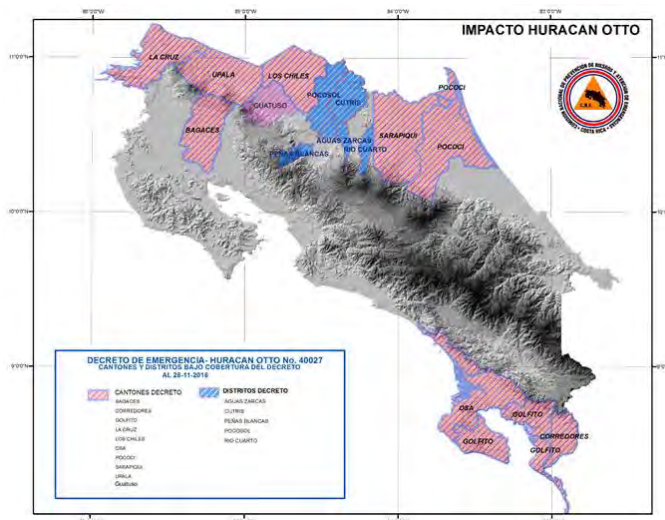 IMPACTO HURACAN OTTO
LA CRUZ
UPALA
LOS CHILES
GUATUSO
POCOSOL
CUTRIS
POCOCI
BAGACES
AGUAS ZARCAS
RIO CUARTO
SARAPIQUI
POCOCI
PEÑAS BLANCAS
OSA
GOLFITO
GOLFITO
CORREDORES
GOLFITO
DECRETO DE EMERGENCIA- HURACAN OTTO No. 40027
CANTONES Y DISTRITOS BAJO COBERTURA DEL DECRETO
AL 28-11-2016
CANTONES DECRETO
BAGACES
CORREDORES
GOLFITO
LA CRUZ
LOS CHILES
OSA
POCOCI
SARAPIQUI
UPALA
Guatuso
DISTRITOS DECRETO
AGUAS ZARCAS
CUTRIS
PEÑAS BLANCAS
POCOSOL
RIO CUARTO